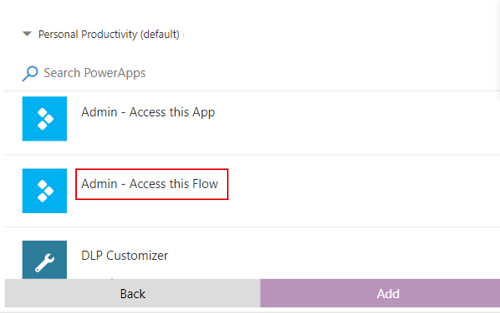 Personal Productivity (default)
Search PowerApps
Admin - Access this App
Admin - Access this Flow
DLP Customizer
Back
Add